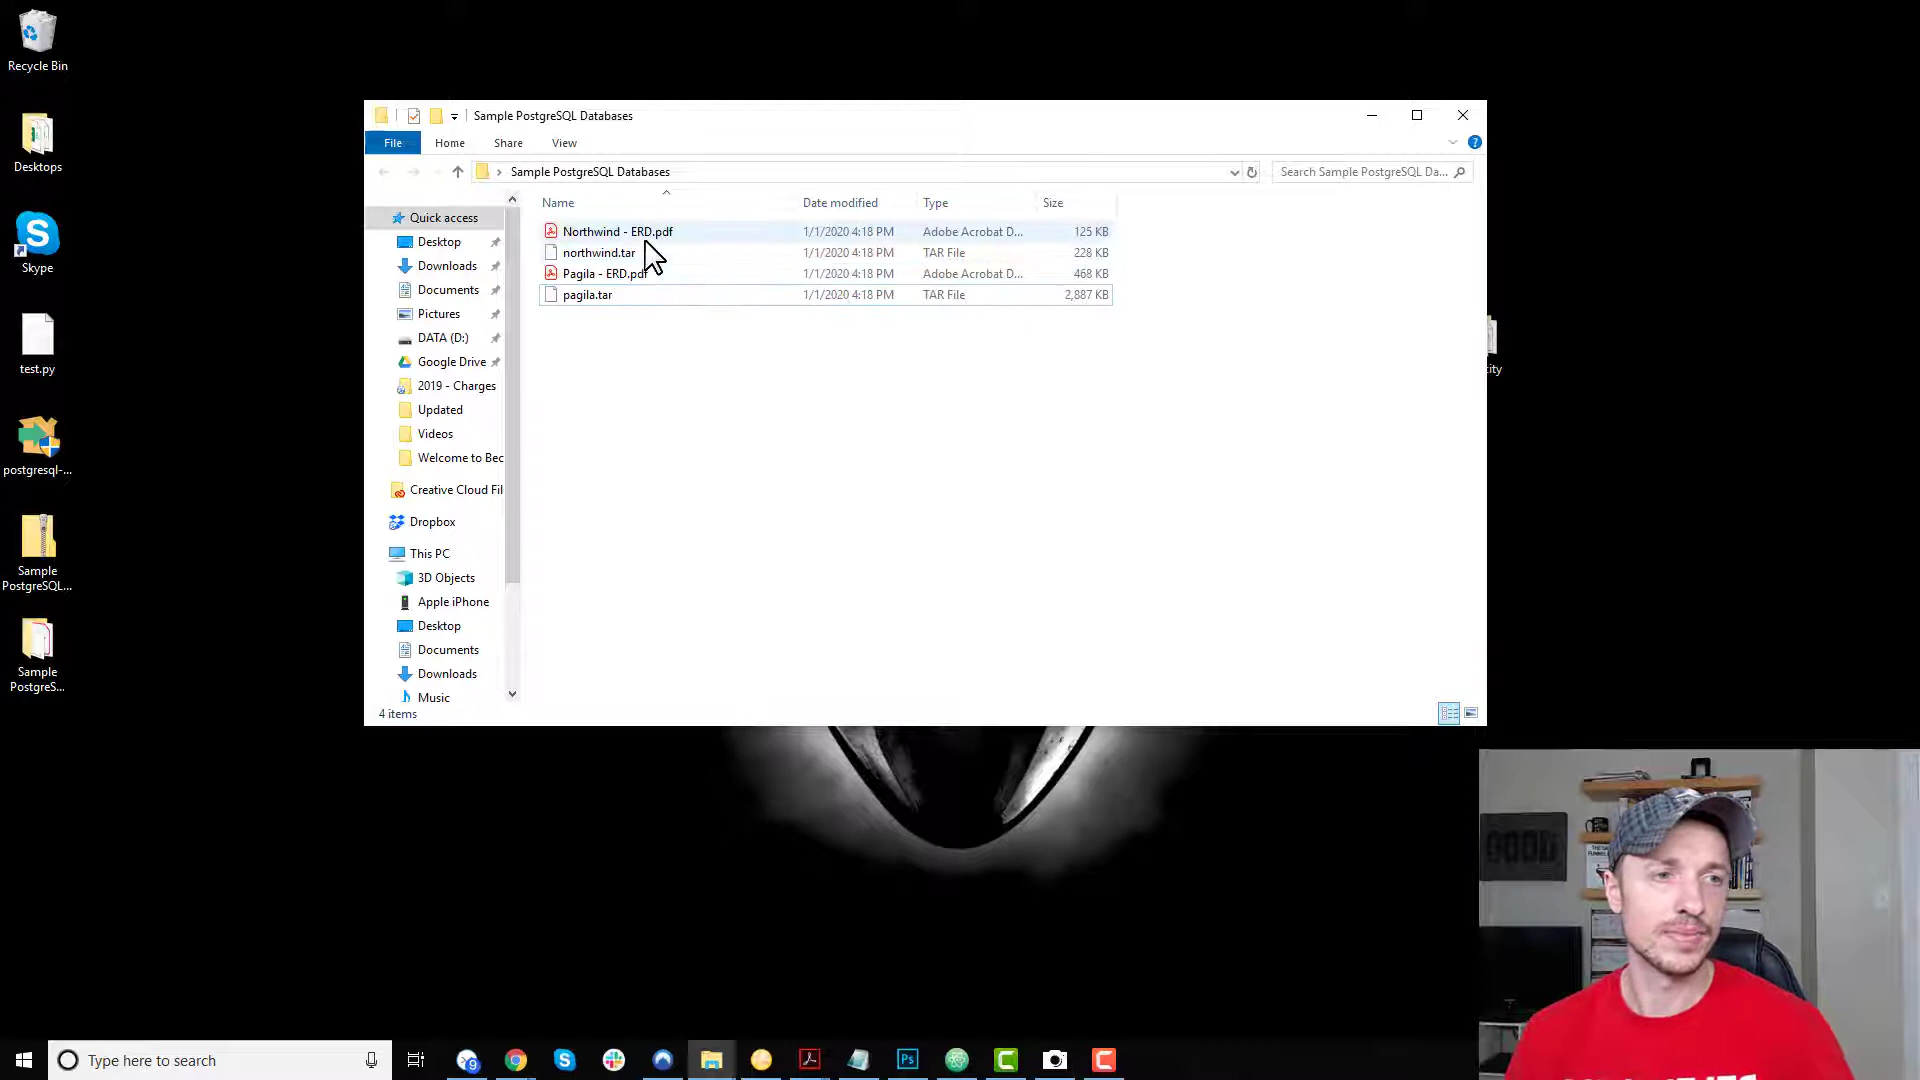 Recycle Bin
Desktops
Skype
test.py
postgresql-...
Sample
PostgreSQL...
Sample
PostgreS...
Sample PostgreSQL Databases
File Home Share View
Sample PostgreSQL Databases
Search Sample PostgreSQL Da...
Name Date modified Type Size
Northwind - ERD.pdf 1/1/2020 4:18 PM Adobe Acrobat D... 125 KB
northwind.tar 1/1/2020 4:18 PM TAR File 228 KB
Pagila - ERD.pdf 1/1/2020 4:18 PM Adobe Acrobat D... 468 KB
pagila.tar 1/1/2020 4:18 PM TAR File 2,887 KB
Quick access
Desktop
Downloads
Documents
Pictures
DATA (D:)
Google Drive
2019 - Charges
Updated
Videos
Welcome to Bec
Creative Cloud Fil
Dropbox
This PC
3D Objects
Apple iPhone
Desktop
Documents
Downloads
Music
4 items
city
GOOD
Type here to search
9
Ps